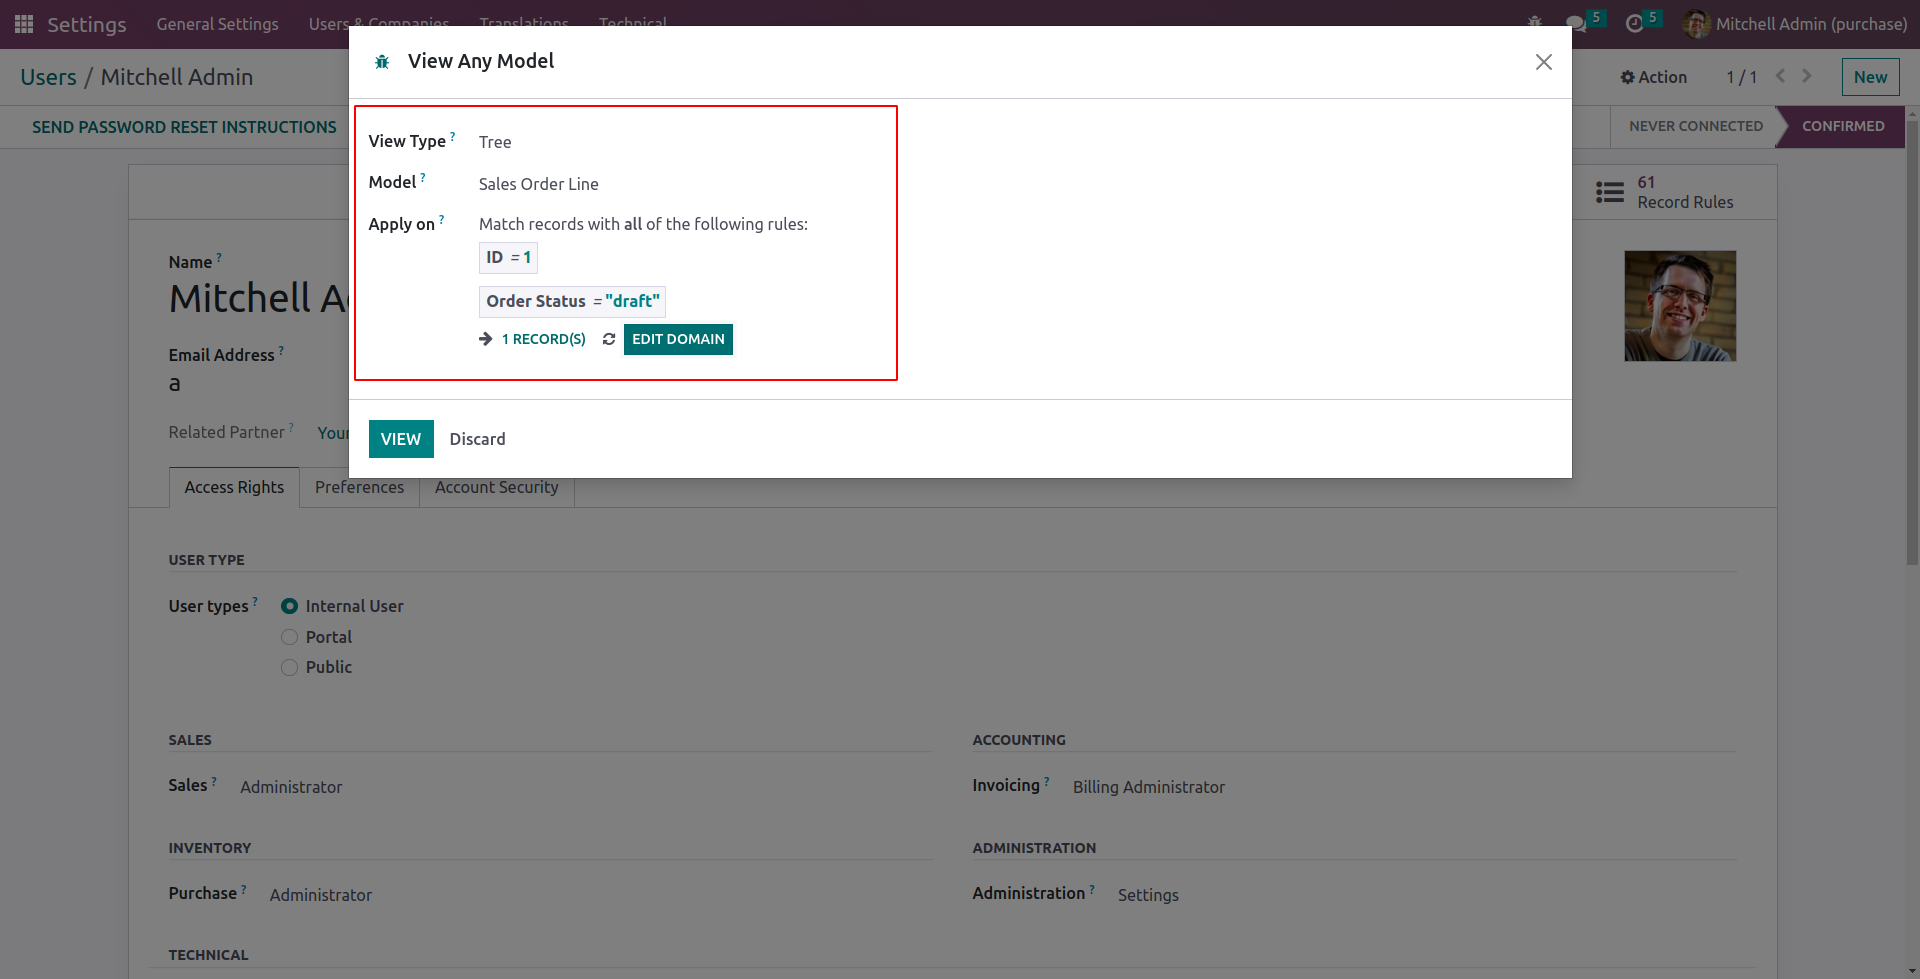 Settings General Settings Users & Companies Translations Technical 5 5 Mitchell Admin (purchase)
View Any Model
Users / Mitchell Admin Action 1 / 1 New
SEND PASSWORD RESET INSTRUCTIONS NEVER CONNECTED CONFIRMED
View Type ? Tree
Model ? Sales Order Line
Apply on ? Match records with all of the following rules:
ID = 1
Order Status = "draft"
1 RECORD(S) EDIT DOMAIN
VIEW Discard
61
Record Rules
Name ?
Mitchell A
Email Address ?
a
Related Partner ? Your
Access Rights Preferences Account Security
USER TYPE
User types ? Internal User
Portal
Public
SALES ACCOUNTING
Sales ? Administrator Invoicing ? Billing Administrator
INVENTORY ADMINISTRATION
Purchase ? Administrator Administration ? Settings
TECHNICAL